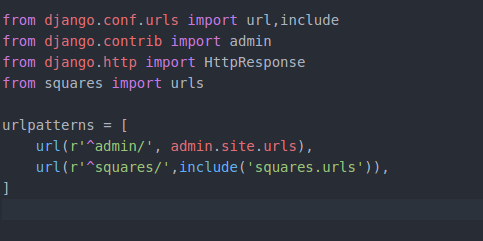 from django.conf.urls import url,include
from django.contrib import admin
from django.http import HttpResponse
from squares import urls
urlpatterns = [
    url(r'^admin/', admin.site.urls),
    url(r'^squares/',include('squares.urls')),
]